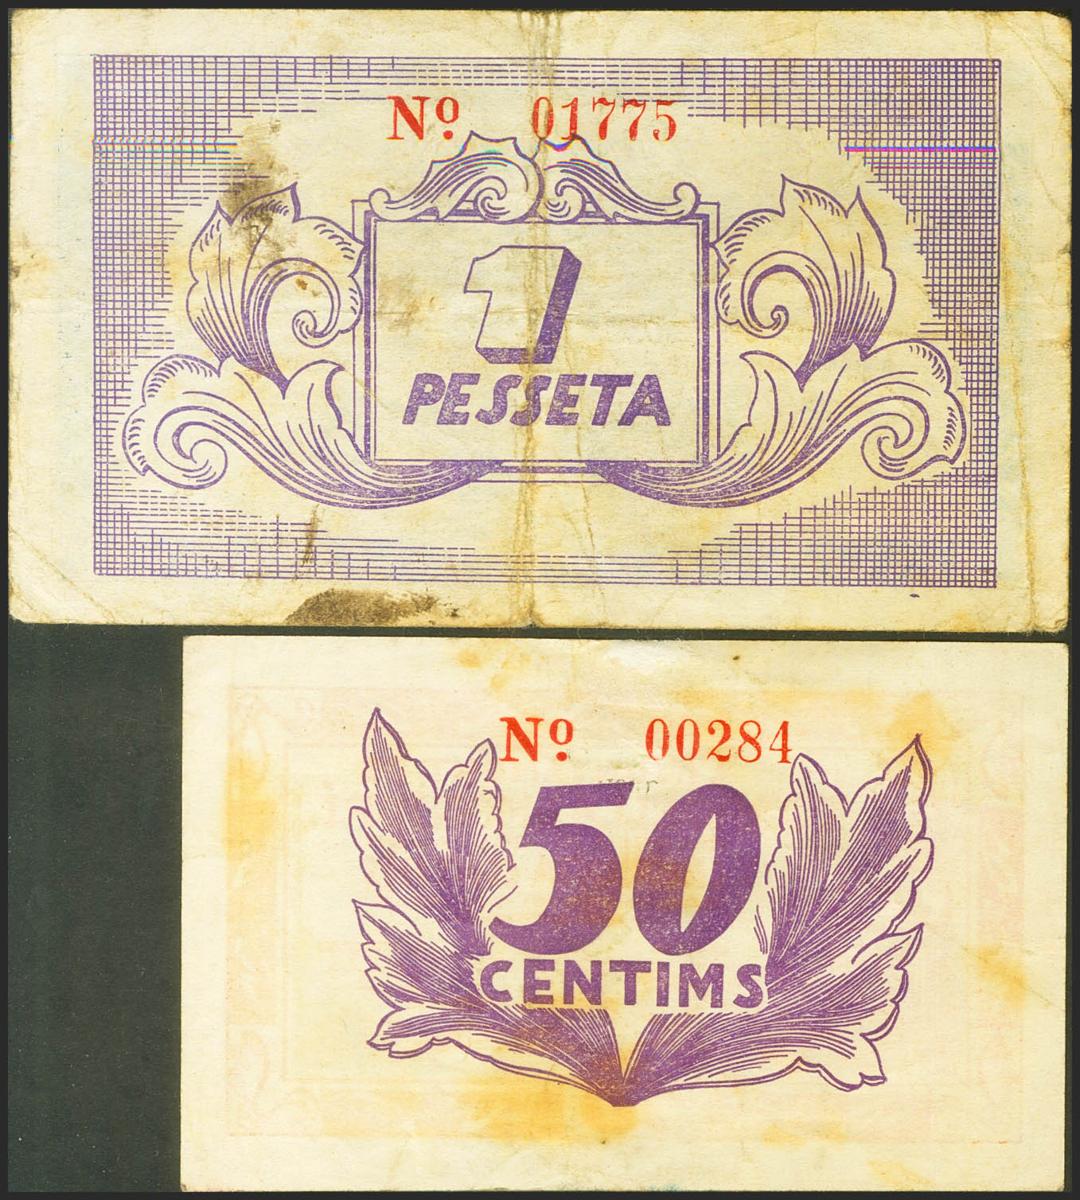 Nº 01775
1
PESSETA
Nº 00284
50
CENTIMS